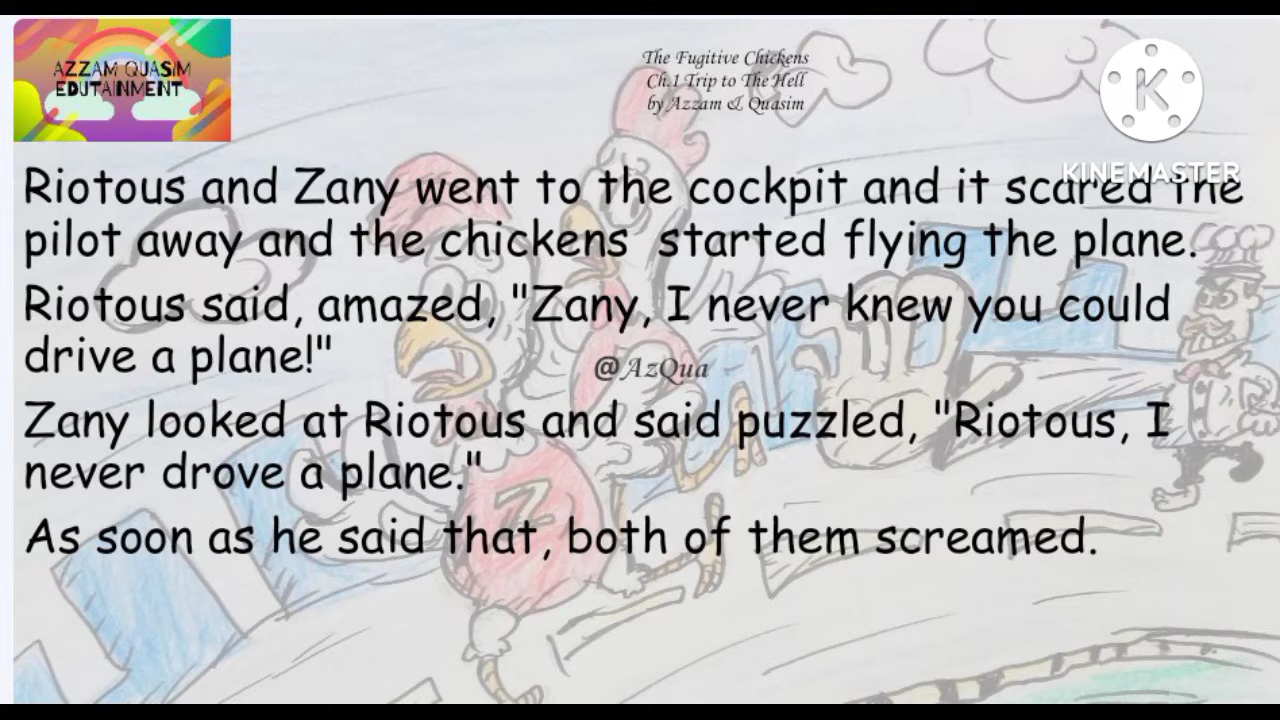 AZZAM QUASIM
EDUTAINMENT
The Fugitive Chickens
Ch.1 Trip to The Hell
by Azzam & Quasim
K
KINEMASTER
Riotous and Zany went to the cockpit and it scared the
pilot away and the chickens started flying the plane.
Riotous said, amazed, "Zany, I never knew you could
drive a plane!"
@AzQua
Zany looked at Riotous and said puzzled, "Riotous, I
never drove a plane."
As soon as he said that, both of them screamed.
Z